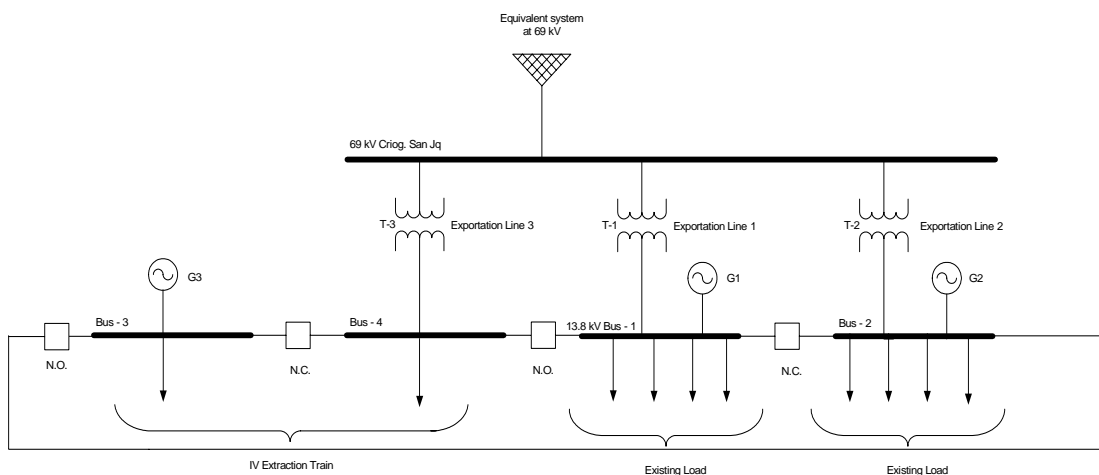 Equivalent system
at 69 kV
69 kV Criog. San Jq
T-3
Exportation Line 3
T-1
Exportation Line 1
T-2
Exportation Line 2
G3
G1
G2
Bus - 3
Bus - 4
13.8 kV Bus - 1
Bus - 2
N.O.
N.C.
N.O.
N.C.
IV Extraction Train
Existing Load
Existing Load